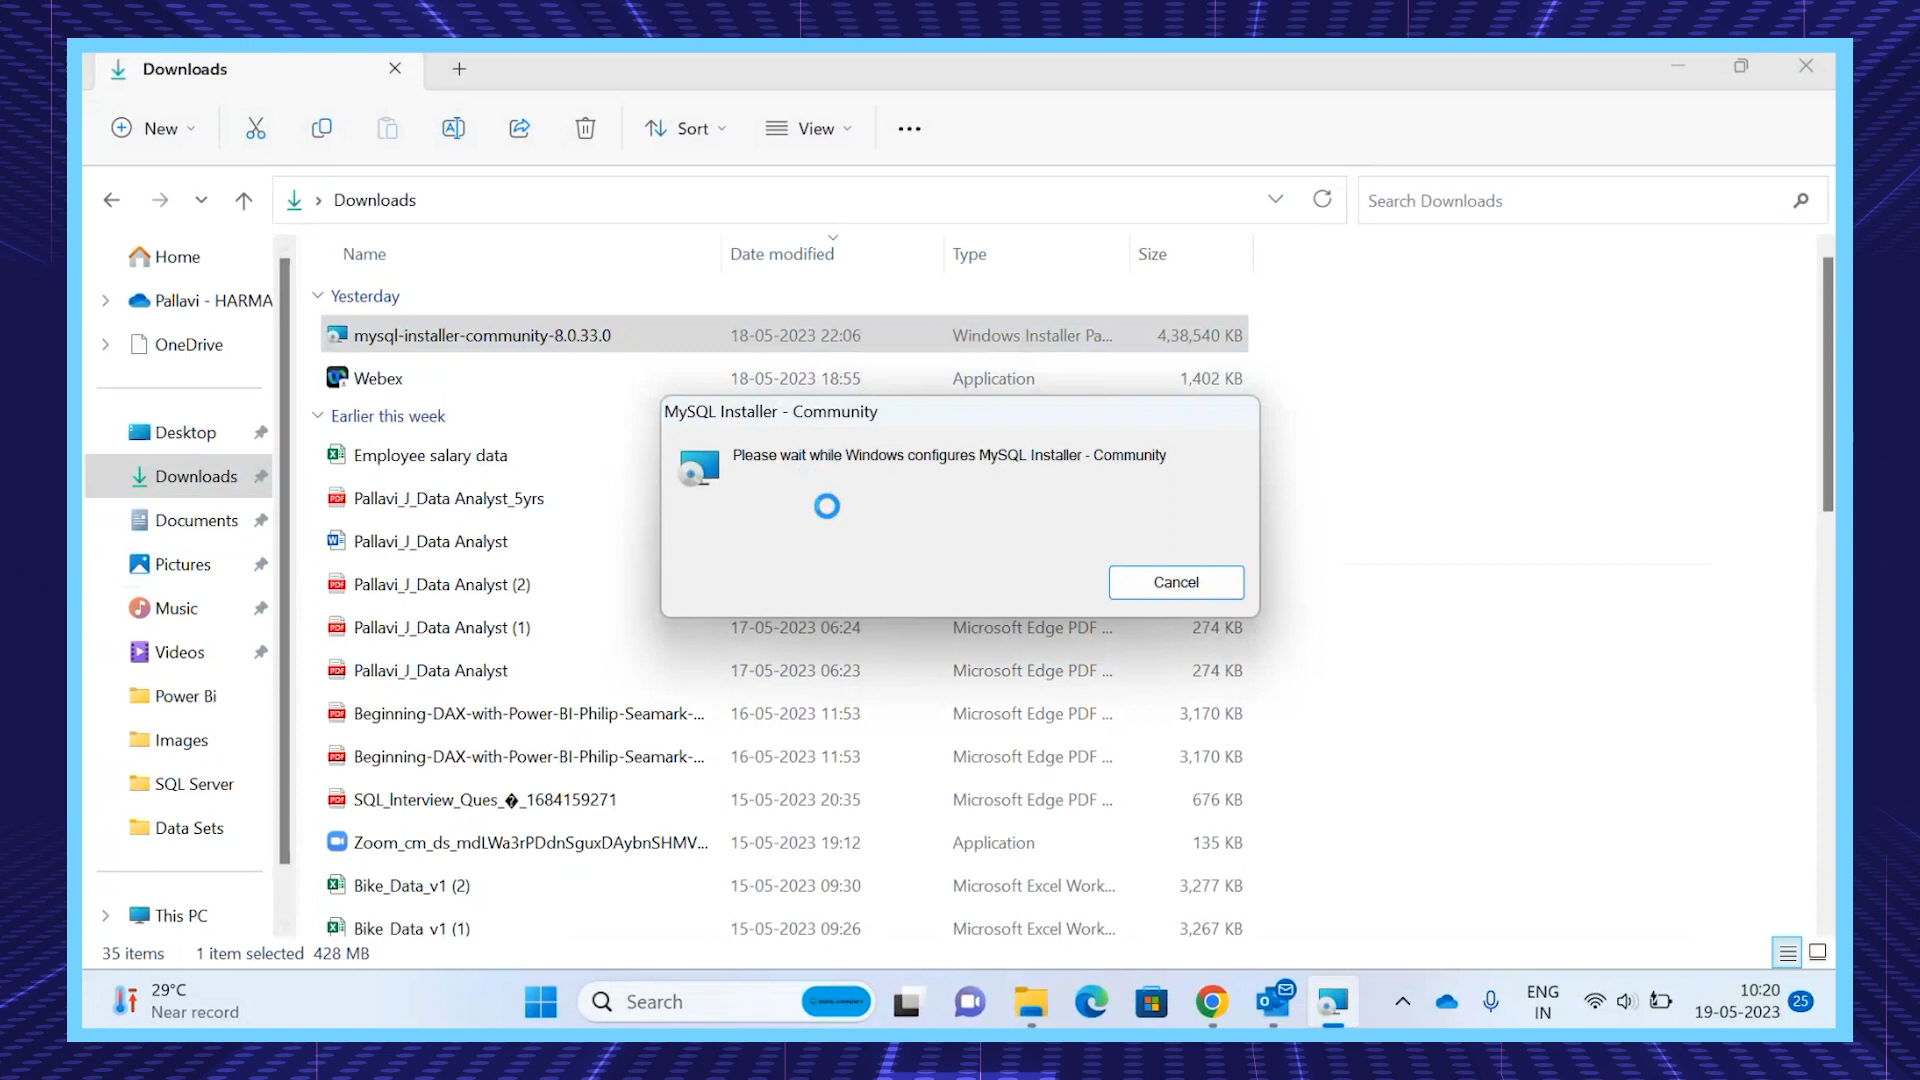 Downloads
New
Sort
View
Downloads
Search Downloads
Name
Date modified
Type
Size
Home
Pallavi - HARMA
OneDrive
Desktop
Downloads
Documents
Pictures
Music
Videos
Power Bi
Images
SQL Server
Data Sets
This PC
Yesterday
mysql-installer-community-8.0.33.0 18-05-2023 22:06 Windows Installer Pa... 4,38,540 KB
Webex 18-05-2023 18:55 Application 1,402 KB
Earlier this week
Employee salary data
Pallavi_J_Data Analyst_5yrs
Pallavi_J_Data Analyst
Pallavi_J_Data Analyst (2)
Pallavi_J_Data Analyst (1) 17-05-2023 06:24 Microsoft Edge PDF ... 274 KB
Pallavi_J_Data Analyst 17-05-2023 06:23 Microsoft Edge PDF ... 274 KB
Beginning-DAX-with-Power-BI-Philip-Seamark-... 16-05-2023 11:53 Microsoft Edge PDF ... 3,170 KB
Beginning-DAX-with-Power-BI-Philip-Seamark-... 16-05-2023 11:53 Microsoft Edge PDF ... 3,170 KB
SQL_Interview_Ques_�_1684159271 15-05-2023 20:35 Microsoft Edge PDF ... 676 KB
Zoom_cm_ds_mdLWa3rPDdnSguxDAybnSHMV... 15-05-2023 19:12 Application 135 KB
Bike_Data_v1 (2) 15-05-2023 09:30 Microsoft Excel Work... 3,277 KB
Bike Data v1 (1) 15-05-2023 09:26 Microsoft Excel Work... 3,267 KB
MySQL Installer - Community
Please wait while Windows configures MySQL Installer - Community
Cancel
35 items 1 item selected 428 MB
29°C
Near record
Search
ENG
IN
10:20
19-05-2023
25